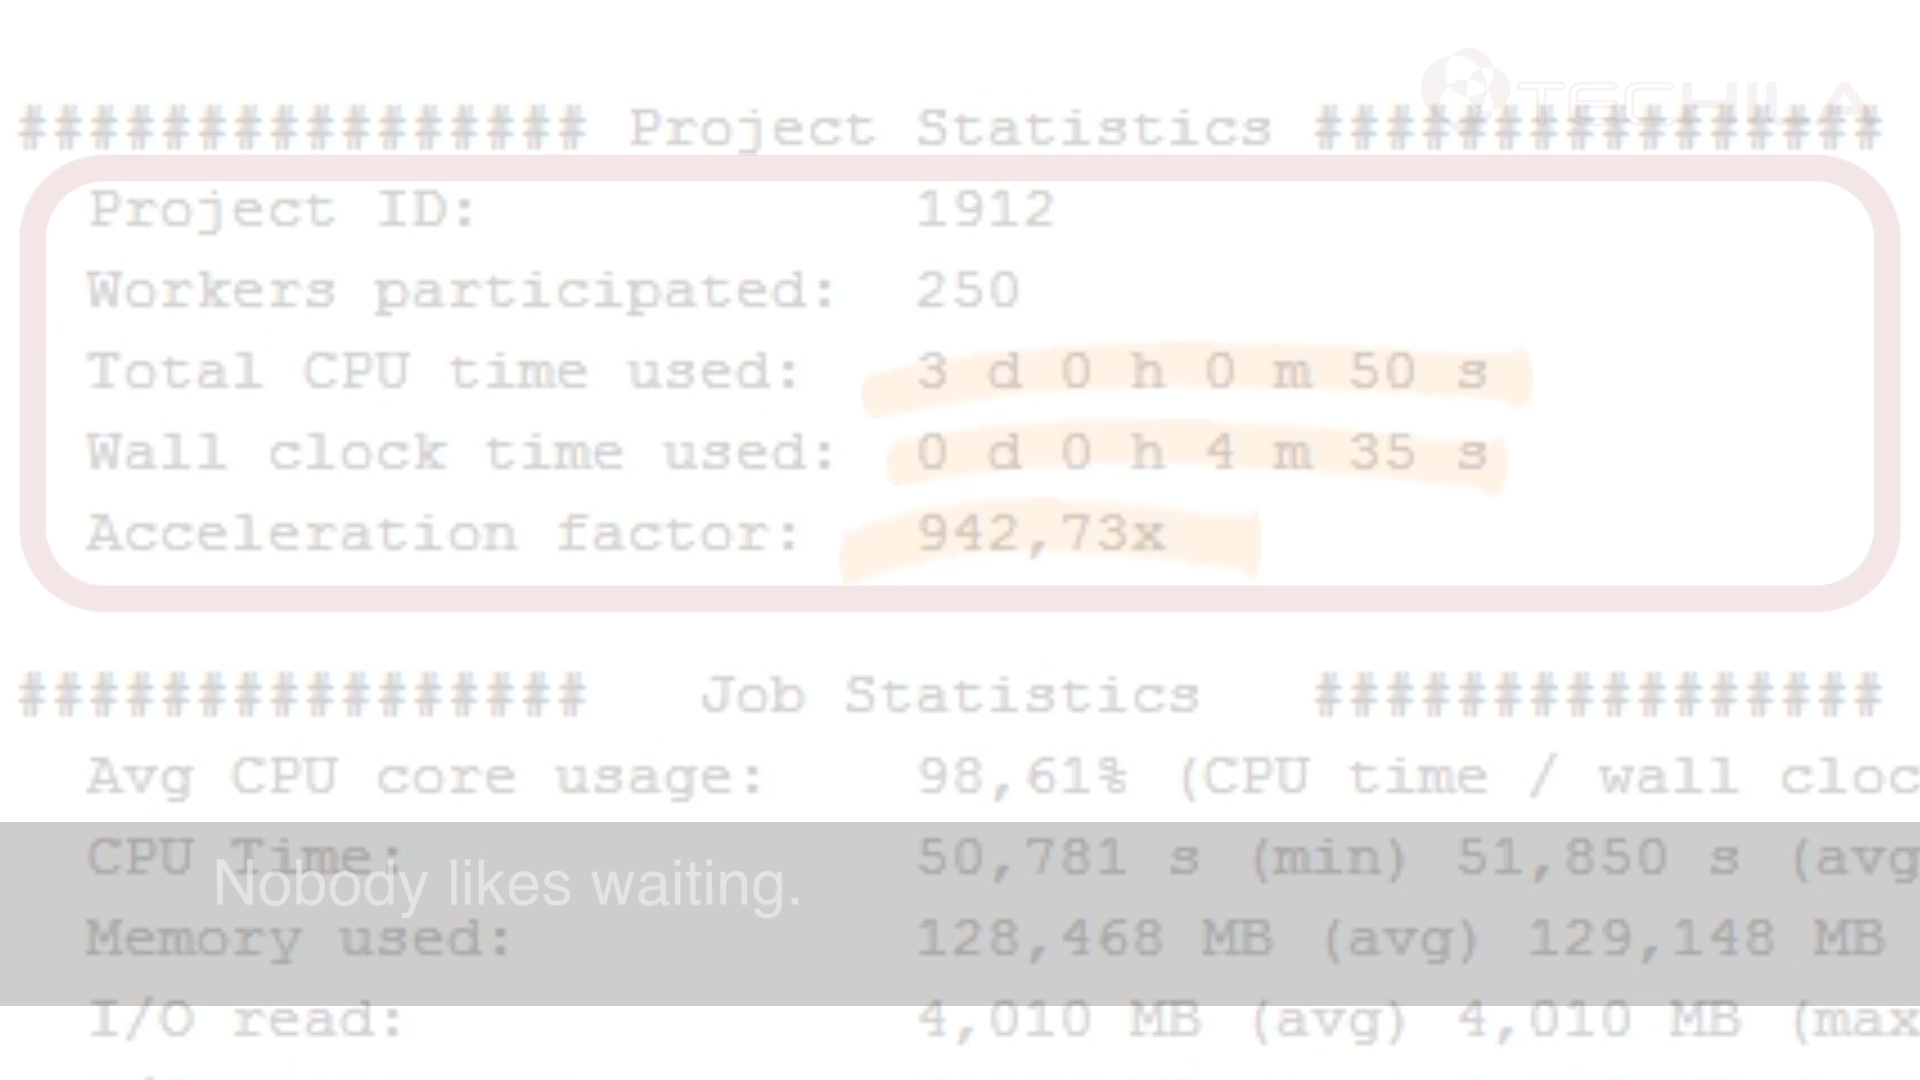 TECHILA
################ Project Statistics ################
Project ID: 1912
Workers participated: 250
Total CPU time used: 3 d 0 h 0 m 50 s
Wall clock time used: 0 d 0 h 4 m 35 s
Acceleration factor: 942,73x
################ Job Statistics ################
Avg CPU core usage: 98,61% (CPU time / wall cloc
CPU Time: 50,781 s (min) 51,850 s (avg
Nobody likes waiting.
Memory used: 128,468 MB (avg) 129,148 MB
I/O read: 4,010 MB (avg) 4,010 MB (max